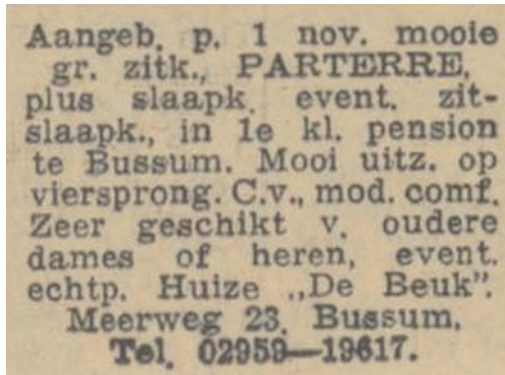 Aangeb. p. 1 nov. mooie
gr. zitk., PARTERRE,
plus slaapk. event. zit-
slaapk., in 1e kl. pension
te Bussum. Mooi uitz. op
viersprong. C.v., mod. comf.
Zeer geschikt v. oudere
dames of heren, event.
echtp. Huize „De Beuk”.
Meerweg 23, Bussum,
Tel. 02959—19617.